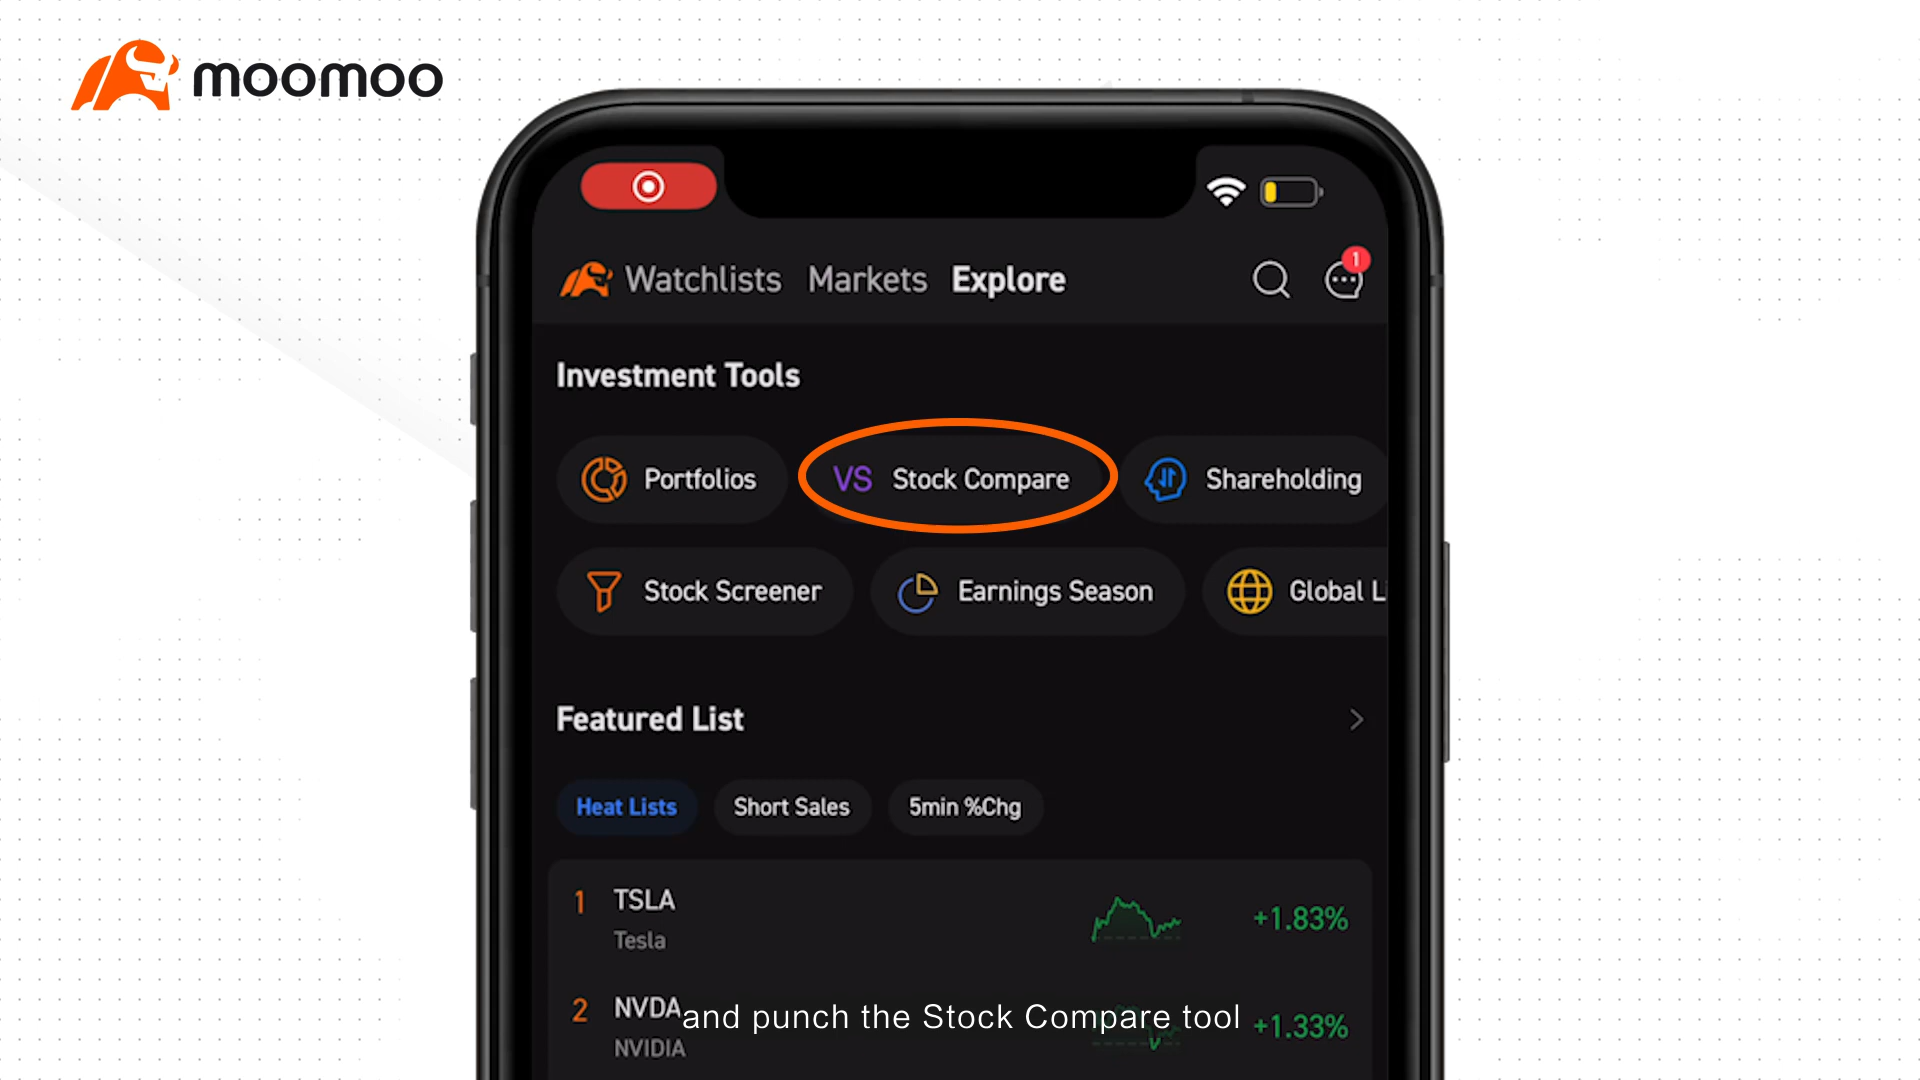 moomoo
Watchlists Markets Explore
1
Investment Tools
Portfolios
VS Stock Compare
Shareholding
Stock Screener
Earnings Season
Global Li
Featured List
Heat Lists
Short Sales
5min %Chg
1 TSLA
Tesla
+1.83%
2 NVDA
NVIDIA
+1.33%
and punch the Stock Compare tool